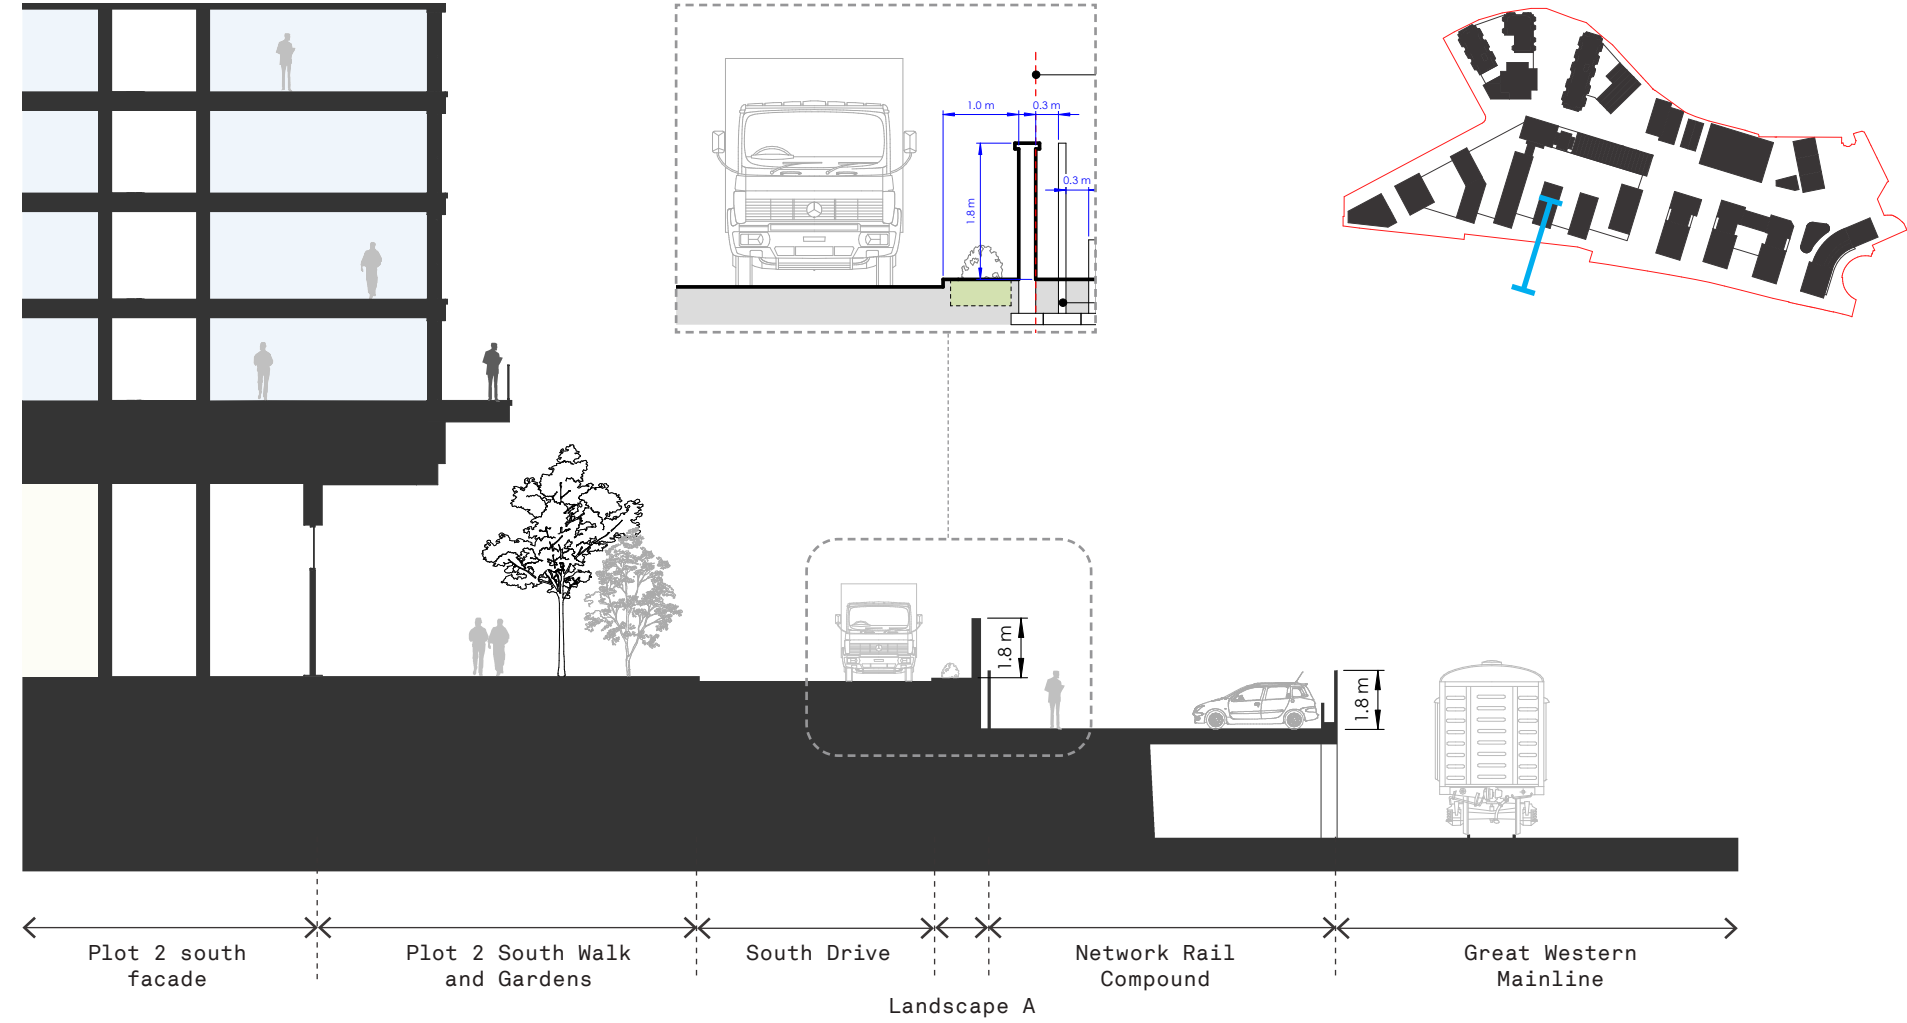 1.0 m
0.3 m
0.3 m
1.8 m
1.8 m
1.8 m
Plot 2 south
facade
Plot 2 South Walk
and Gardens
South Drive
Landscape A
Network Rail
Compound
Great Western
Mainline